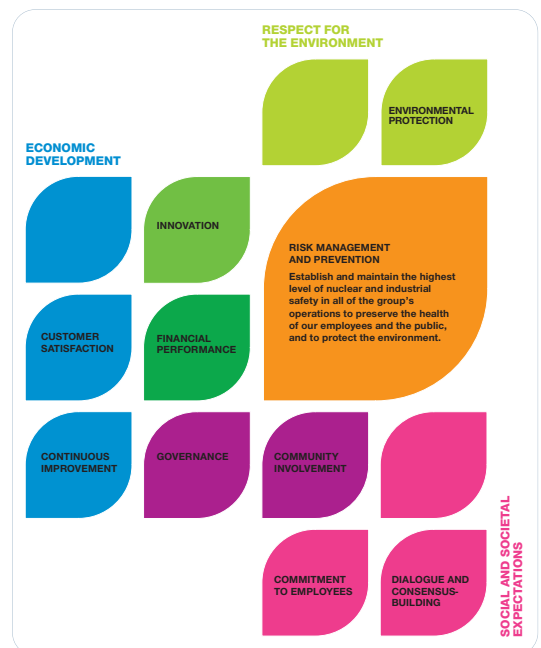 RESPECT FOR
THE ENVIRONMENT
ENVIRONMENTAL
PROTECTION
ECONOMIC
DEVELOPMENT
INNOVATION
RISK MANAGEMENT
AND PREVENTION
Establish and maintain the highest
level of nuclear and industrial
safety in all of the group's
operations to preserve the health
of our employees and the public,
and to protect the environment.
CUSTOMER
SATISFACTION
FINANCIAL
PERFORMANCE
CONTINUOUS
IMPROVEMENT
GOVERNANCE
COMMUNITY
INVOLVEMENT
COMMITMENT
TO EMPLOYEES
DIALOGUE AND
CONSENSUS-
BUILDING
SOCIAL AND SOCIETAL
EXPECTATIONS